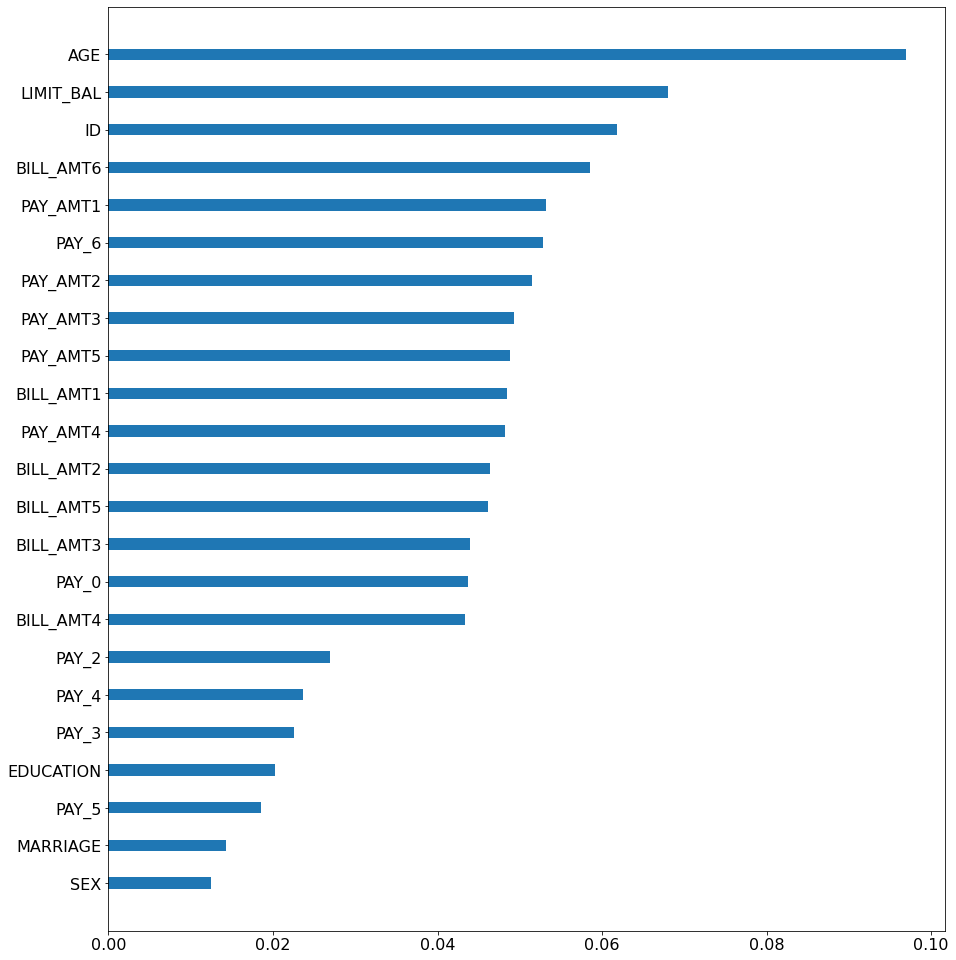 AGE
LIMIT_BAL
ID
BILL_AMT6
PAY_AMT1
PAY_6
PAY_AMT2
PAY_AMT3
PAY_AMT5
BILL_AMT1
PAY_AMT4
BILL_AMT2
BILL_AMT5
BILL_AMT3
PAY_0
BILL_AMT4
PAY_2
PAY_4
PAY_3
EDUCATION
PAY_5
MARRIAGE
SEX
0.00 0.02 0.04 0.06 0.08 0.10